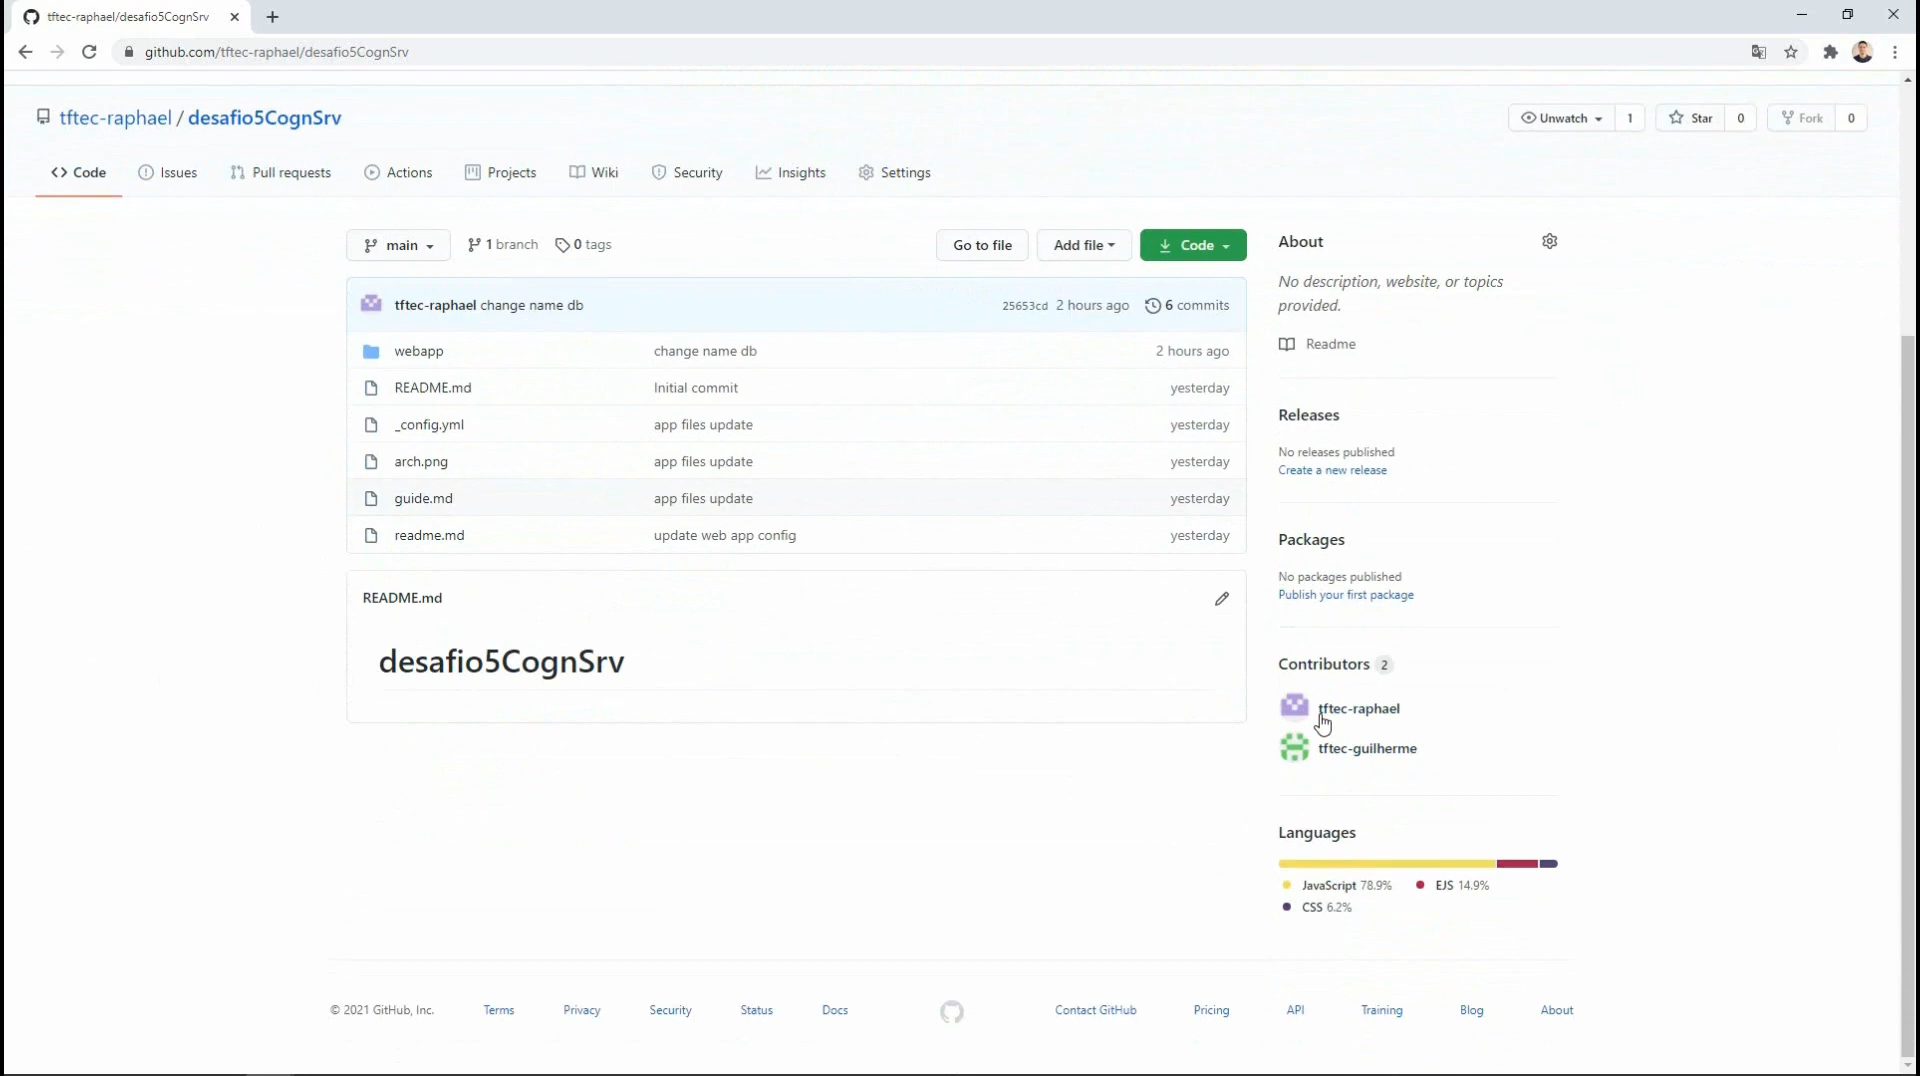 tftec-raphael/desafio5CognSrv
github.com/tftec-raphael/desafio5CognSrv
tftec-raphael / desafio5CognSrv
Unwatch 1 Star 0 Fork 0
<> Code Issues Pull requests Actions Projects Wiki Security Insights Settings
main 1 branch 0 tags Go to file Add file Code
tftec-raphael change name db 25653cd 2 hours ago 6 commits
webapp change name db 2 hours ago
README.md Initial commit yesterday
_config.yml app files update yesterday
arch.png app files update yesterday
guide.md app files update yesterday
readme.md update web app config yesterday
README.md
desafio5CognSrv
About
No description, website, or topics
provided.
Readme
Releases
No releases published
Create a new release
Packages
No packages published
Publish your first package
Contributors 2
tftec-raphael
tftec-guilherme
Languages
JavaScript 78.9% EJS 14.9%
CSS 6.2%
© 2021 GitHub, Inc. Terms Privacy Security Status Docs Contact GitHub Pricing API Training Blog About